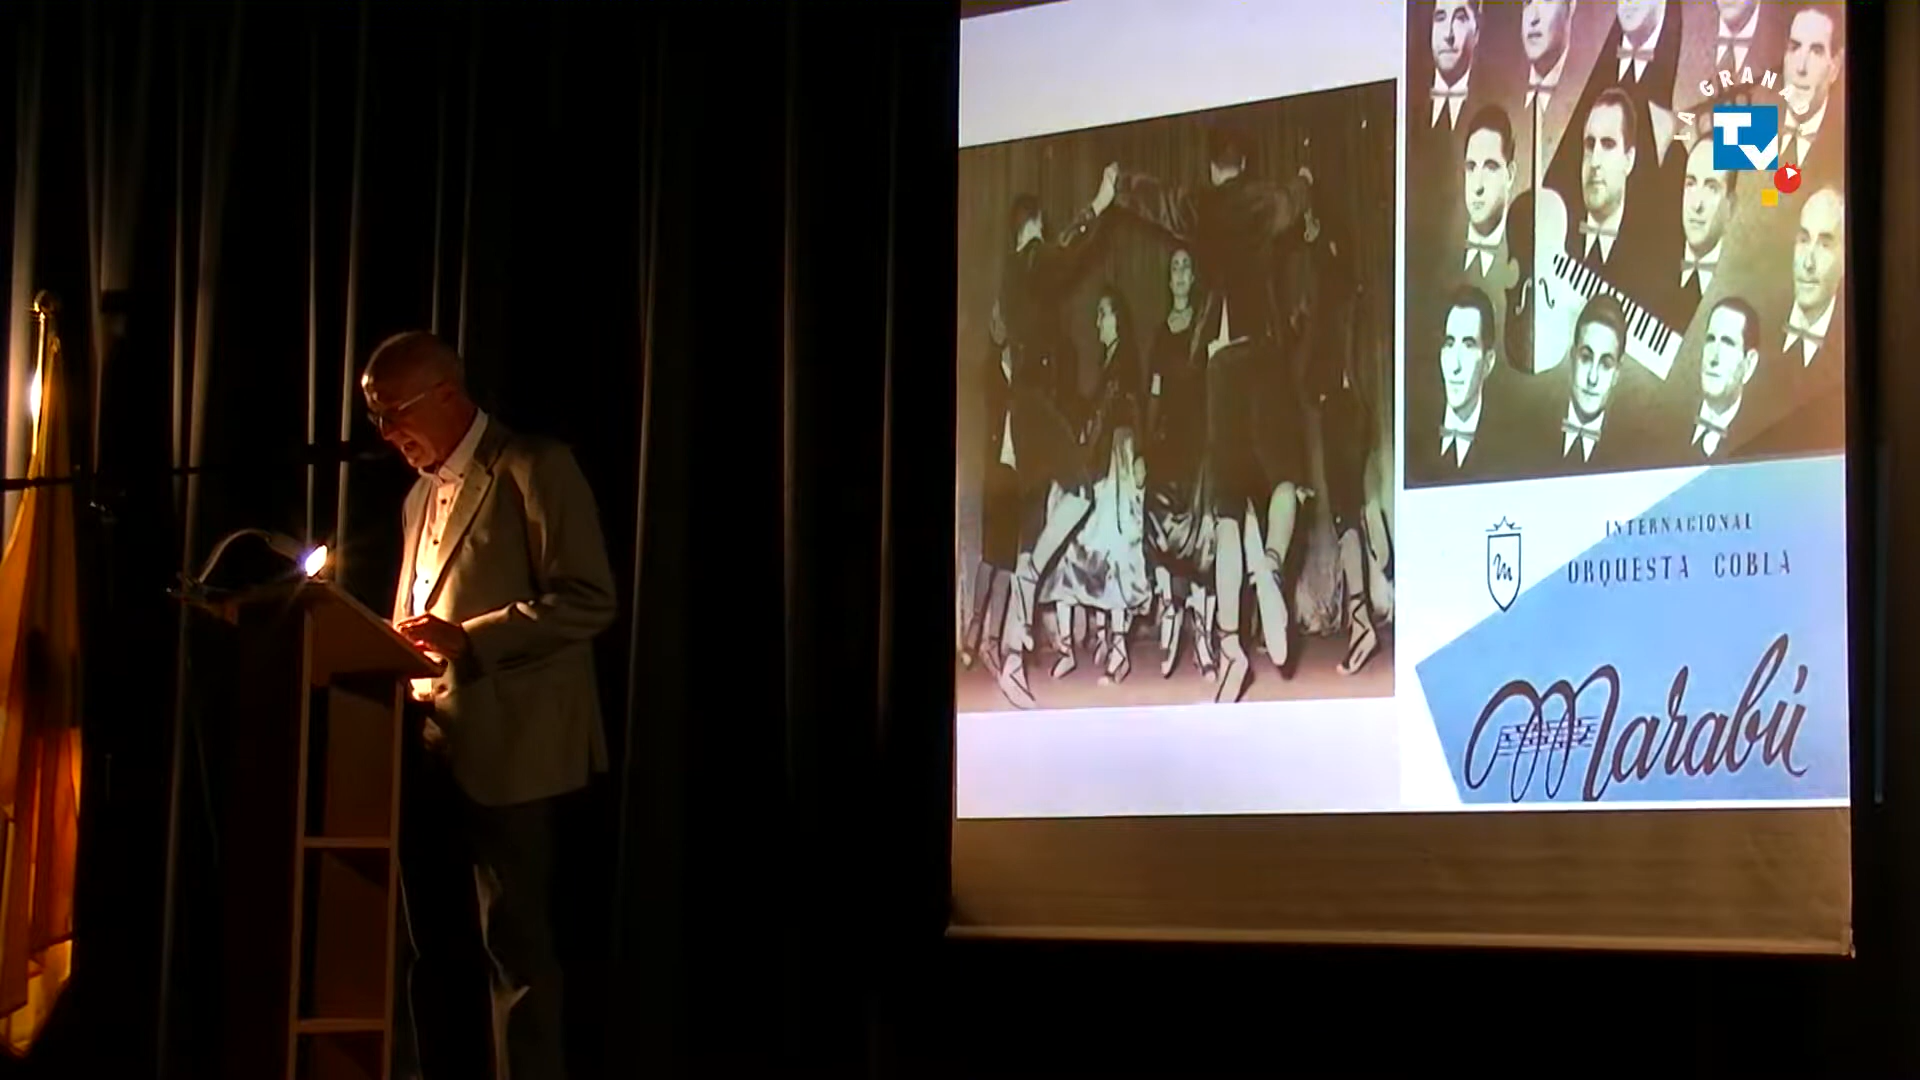 LA GRANADA
TV
INTERNACIONAL
ORQUESTA COBLA
m
Marabú